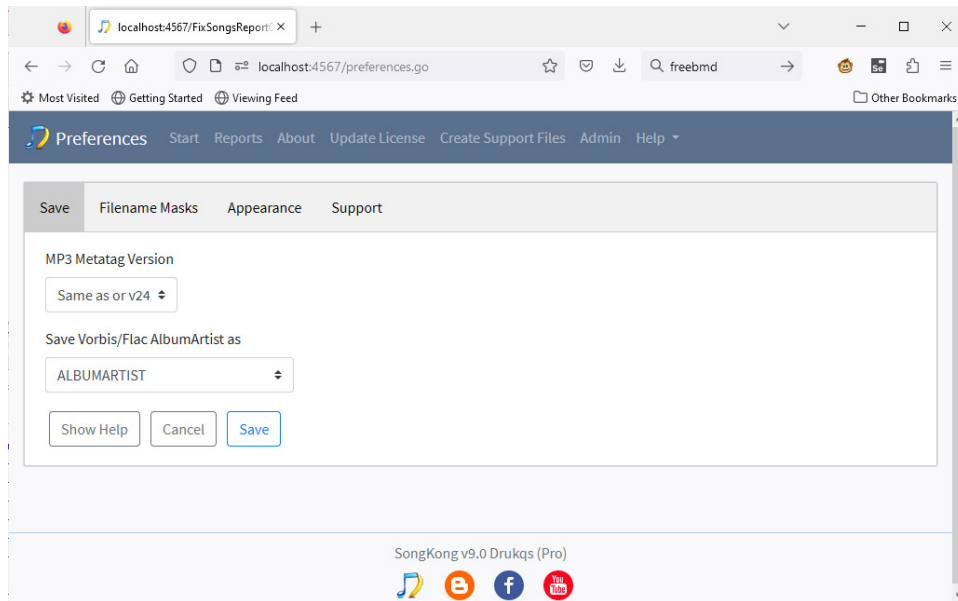 localhost:4567/FixSongsReport
localhost:4567/preferences.go
freebmd
Most Visited Getting Started Viewing Feed Other Bookmarks
Preferences Start Reports About Update License Create Support Files Admin Help
Save Filename Masks Appearance Support
MP3 Metatag Version
Same as or v24
Save Vorbis/Flac AlbumArtist as
ALBUMARTIST
Show Help Cancel Save
SongKong v9.0 Drukqs (Pro)
You
Tube